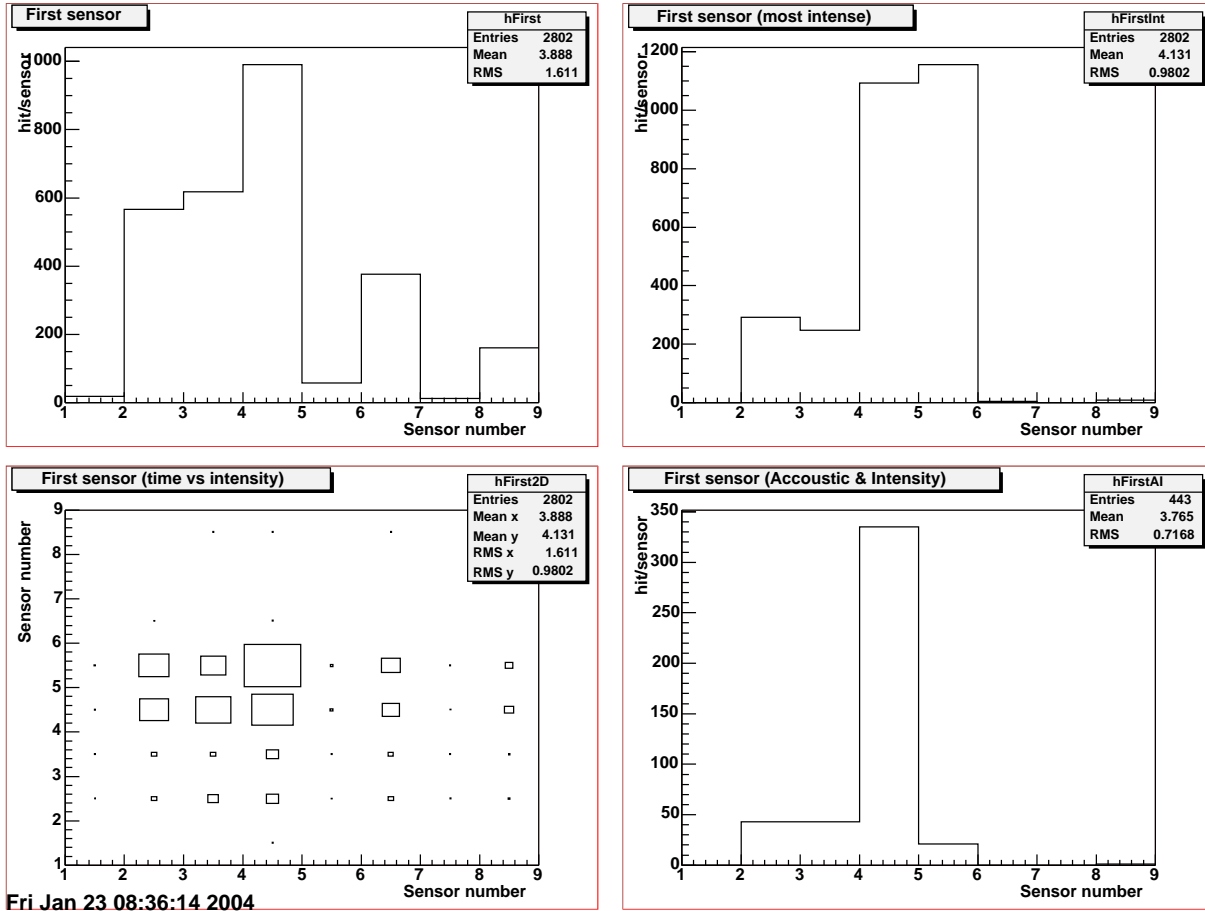 First sensor
hFirst
Entries 2802
Mean 3.888
RMS 1.611
hit/sensor
1000
800
600
400
200
0
1 2 3 4 5 6 7 8 9
Sensor number
First sensor (most intense)
hFirstInt
Entries 2802
Mean 4.131
RMS 0.9802
hit/sensor
1200
1000
800
600
400
200
0
1 2 3 4 5 6 7 8 9
Sensor number
First sensor (time vs intensity)
hFirst2D
Entries 2802
Mean x 3.888
Mean y 4.131
RMS x 1.611
RMS y 0.9802
Sensor number
9
8
7
6
5
4
3
2
1
1 2 3 4 5 6 7 8 9
Sensor number
First sensor (Accoustic & Intensity)
hFirstAI
Entries 443
Mean 3.765
RMS 0.7168
hit/sensor
350
300
250
200
150
100
50
0
1 2 3 4 5 6 7 8 9
Sensor number
Fri Jan 23 08:36:14 2004